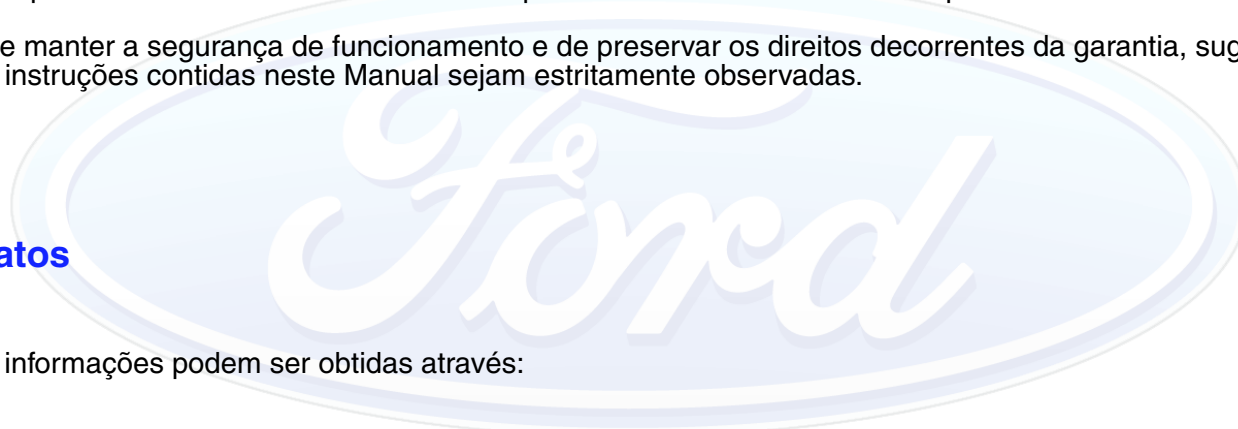 e manter a segurança de funcionamento e de preservar os direitos decorrentes da garantia, sug
instruções contidas neste Manual sejam estritamente observadas.
Ford
atos
informações podem ser obtidas através: